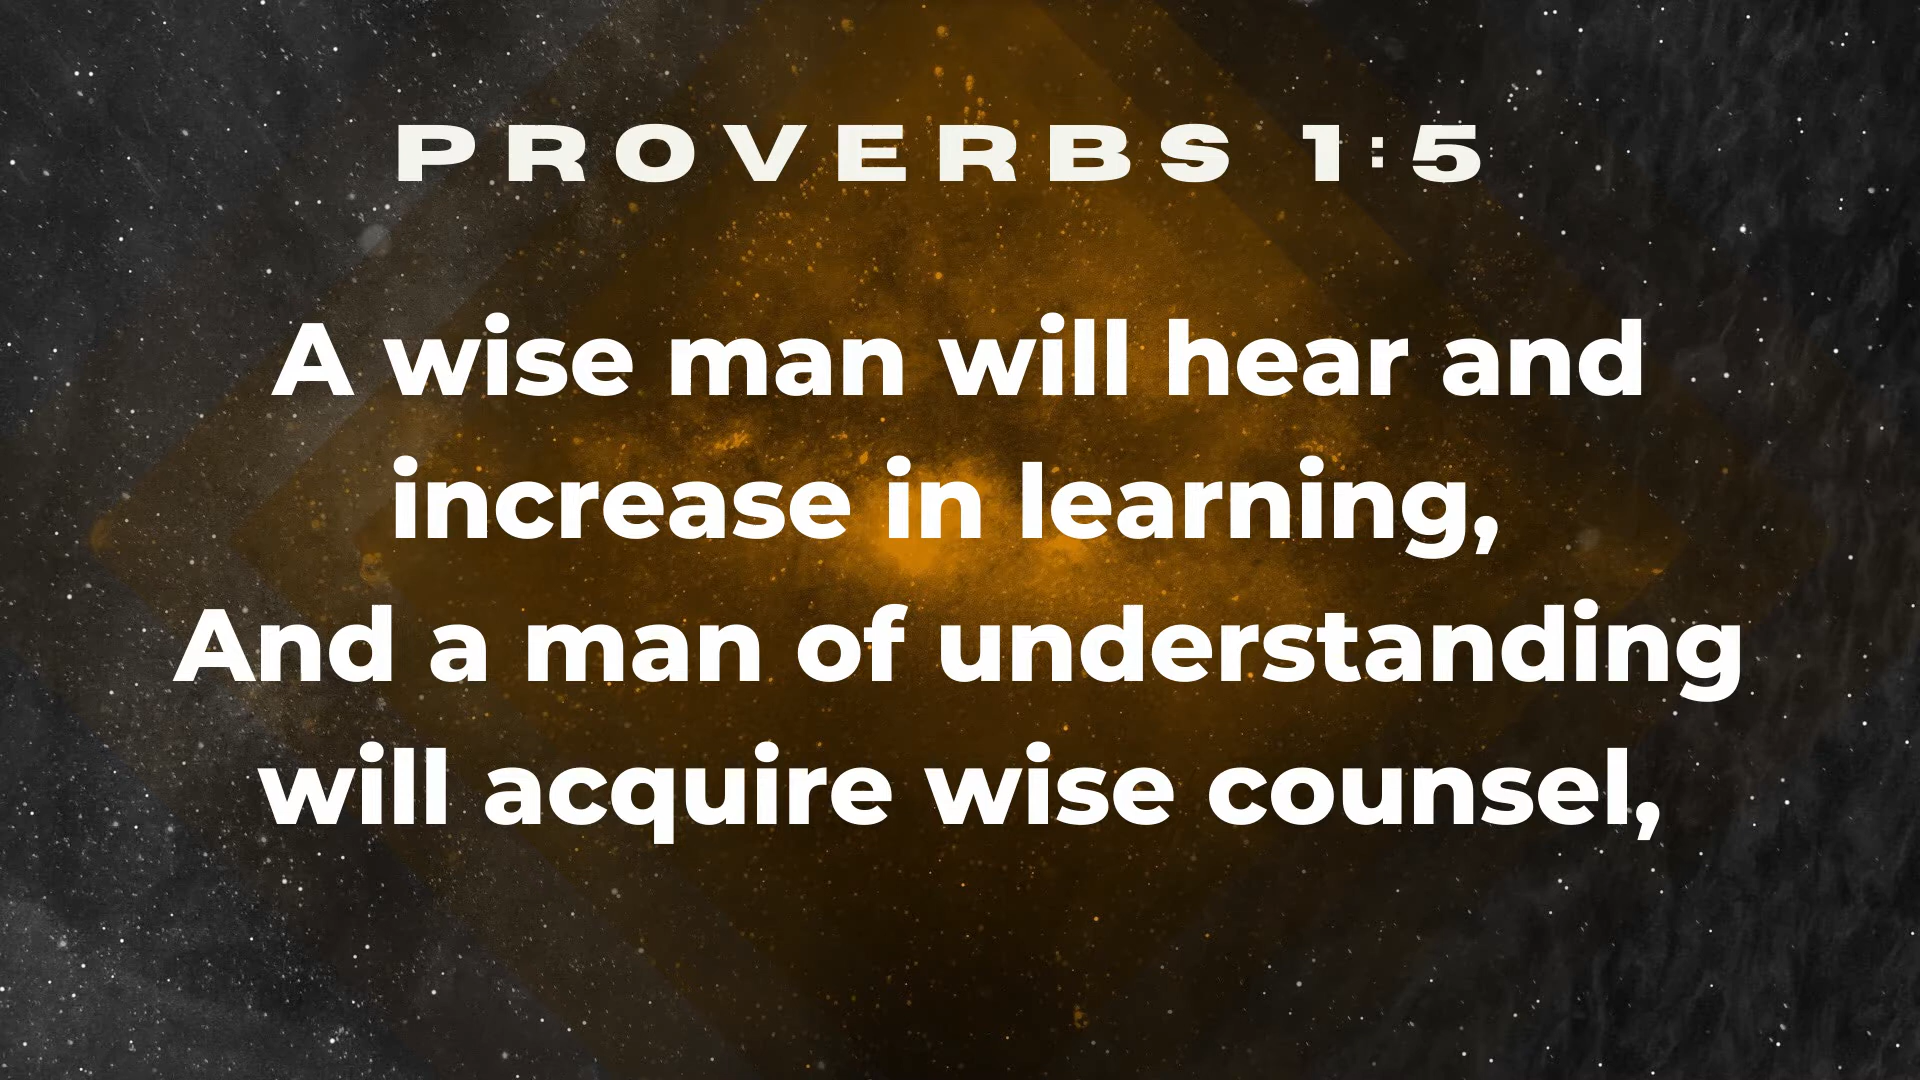 PROVERBS 1:5
A wise man will hear and
increase in learning,
And a man of understanding
will acquire wise counsel,